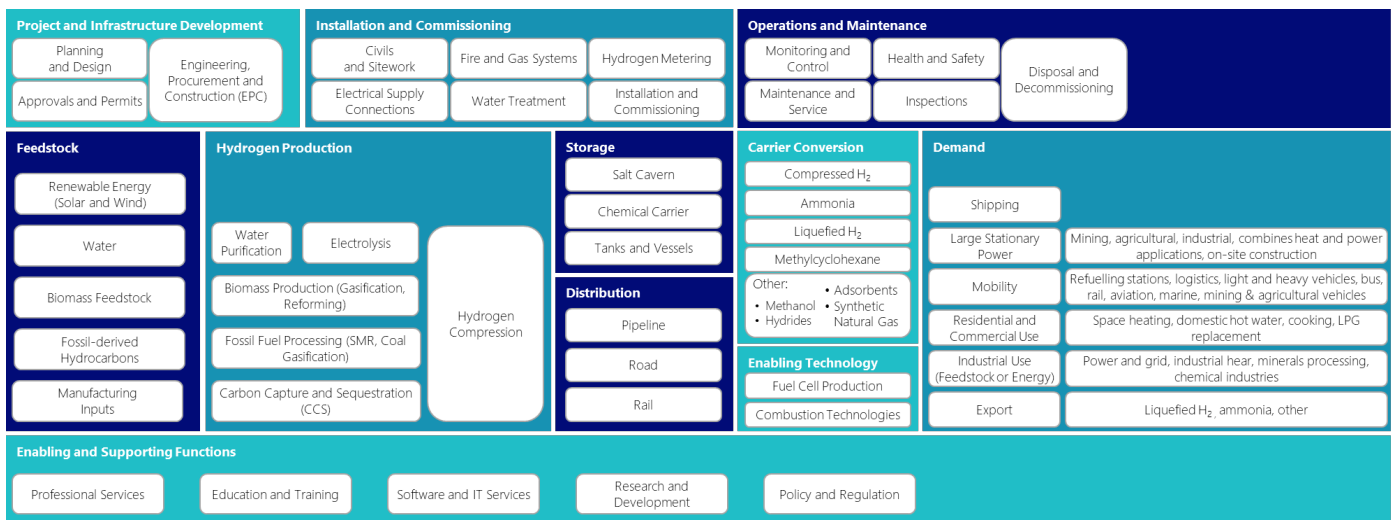 Project and Infrastructure Development
Planning
and Design
Approvals and Permits
Engineering,
Procurement and
Construction (EPC)
Installation and Commissioning
Civils
and Sitework
Fire and Gas Systems
Hydrogen Metering
Electrical Supply
Connections
Water Treatment
Installation and
Commissioning
Operations and Maintenance
Monitoring and
Control
Health and Safety
Maintenance and
Service
Inspections
Disposal and
Decommissioning
Feedstock
Renewable Energy
(Solar and Wind)
Water
Biomass Feedstock
Fossil-derived
Hydrocarbons
Manufacturing
Inputs
Hydrogen Production
Water
Purification
Electrolysis
Biomass Production (Gasification,
Reforming)
Fossil Fuel Processing (SMR, Coal
Gasification)
Carbon Capture and Sequestration
(CCS)
Hydrogen
Compression
Storage
Salt Cavern
Chemical Carrier
Tanks and Vessels
Distribution
Pipeline
Road
Rail
Carrier Conversion
Compressed H₂
Ammonia
Liquefied H₂
Methylcyclohexane
Other:
• Methanol
• Hydrides
• Adsorbents
• Synthetic
Natural Gas
Enabling Technology
Fuel Cell Production
Combustion Technologies
Demand
Shipping
Large Stationary
Power
Mining, agricultural, industrial, combines heat and power
applications, on-site construction
Mobility
Refuelling stations, logistics, light and heavy vehicles, bus,
rail, aviation, marine, mining & agricultural vehicles
Residential and
Commercial Use
Space heating, domestic hot water, cooking, LPG
replacement
Industrial Use
(Feedstock or Energy)
Power and grid, industrial hear, minerals processing,
chemical industries
Export
Liquefied H₂, ammonia, other
Enabling and Supporting Functions
Professional Services
Education and Training
Software and IT Services
Research and
Development
Policy and Regulation